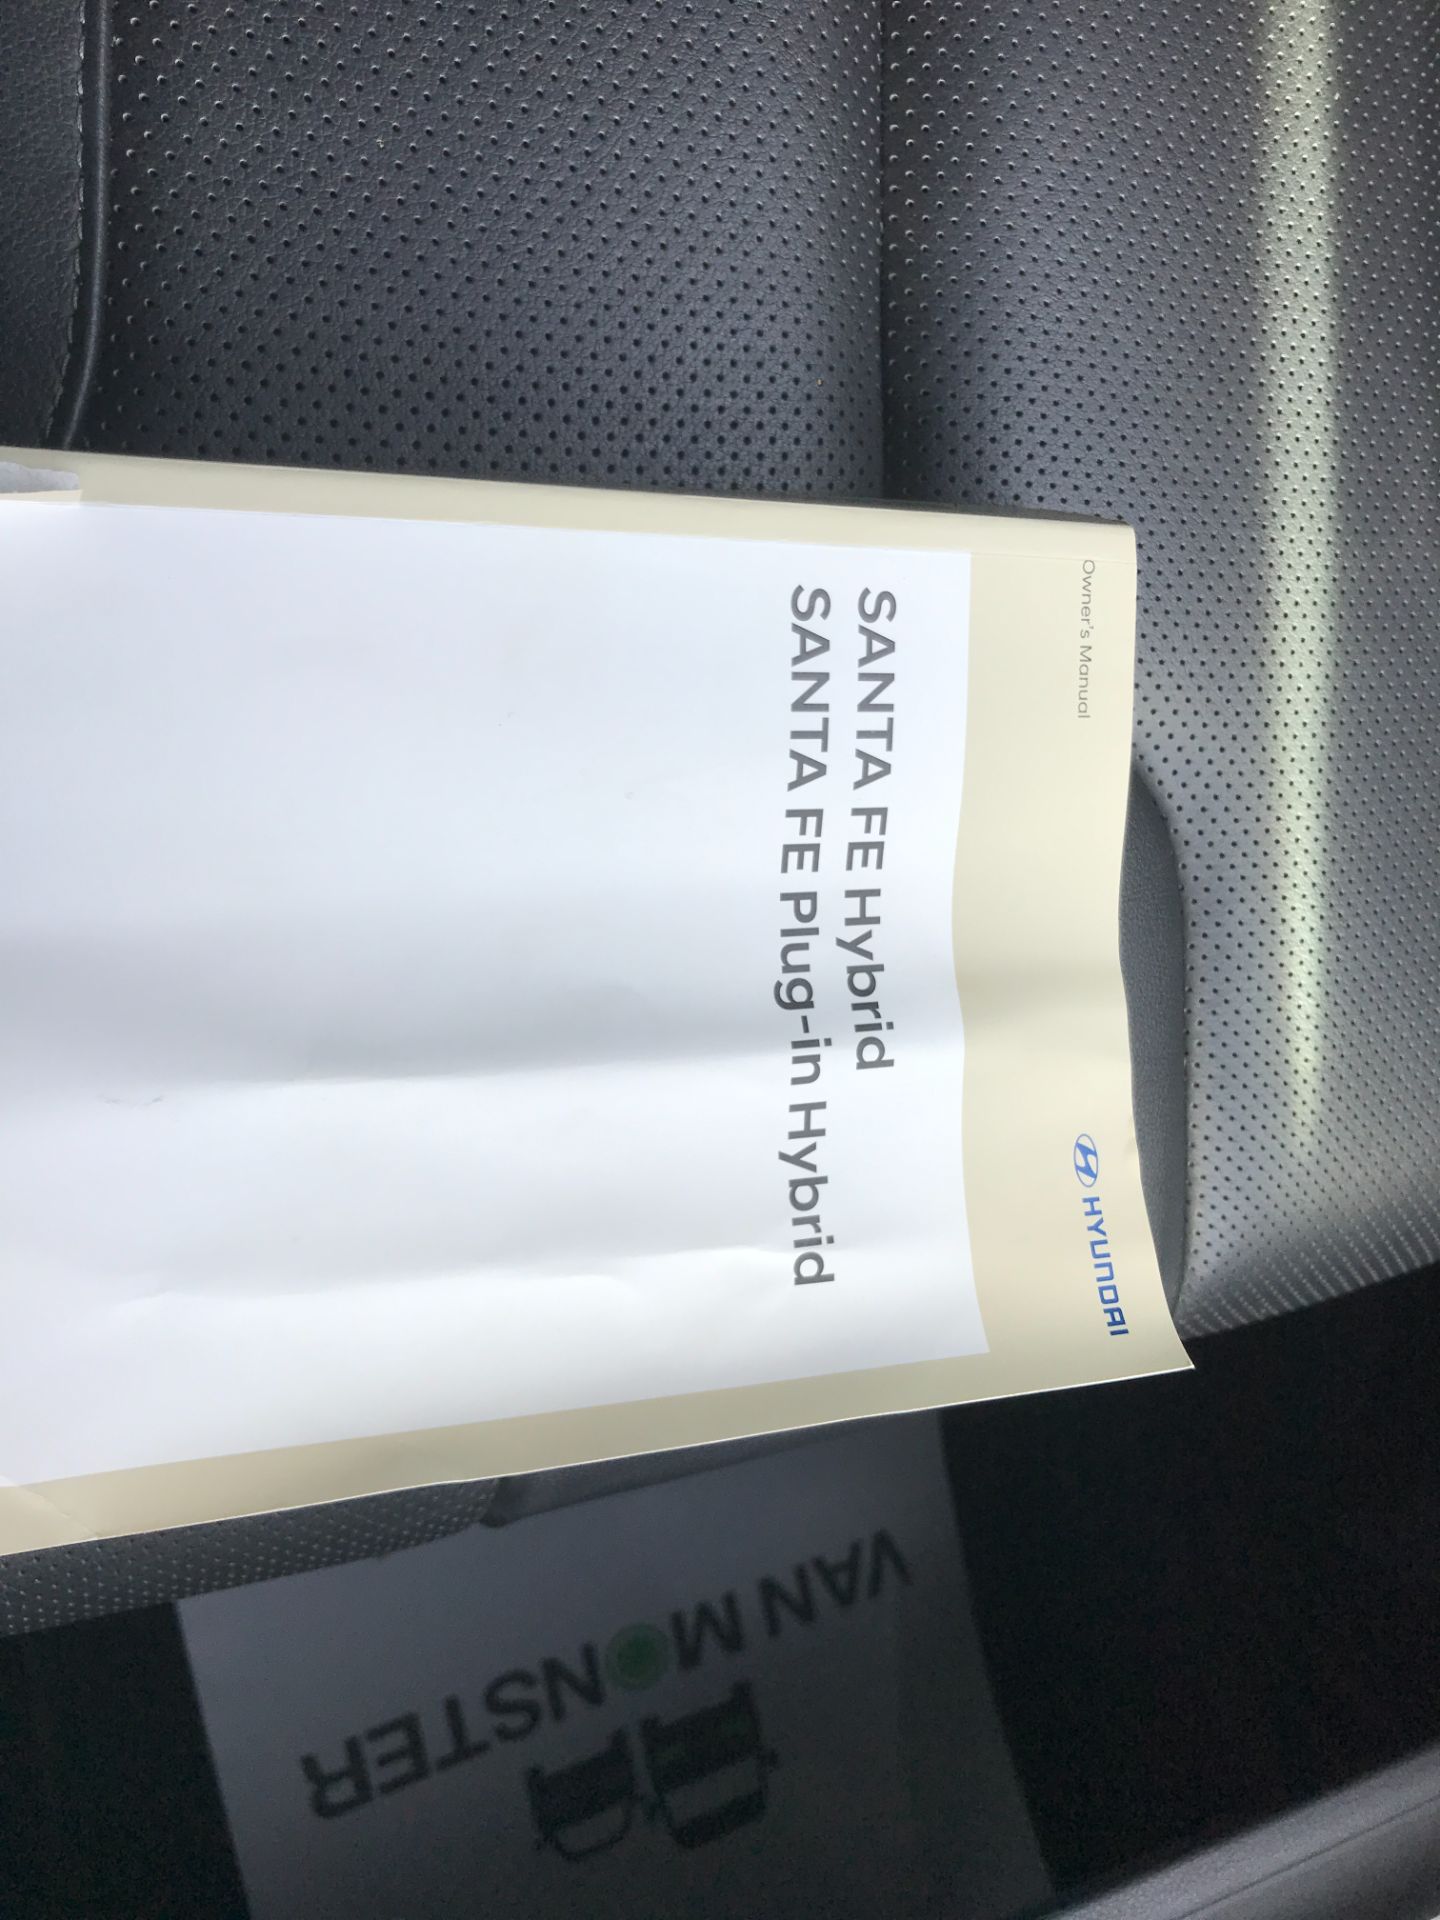 Owner's Manual
HYUNDAI
SANTA FE Hybrid
SANTA FE Plug-in Hybrid
VAN MONSTER